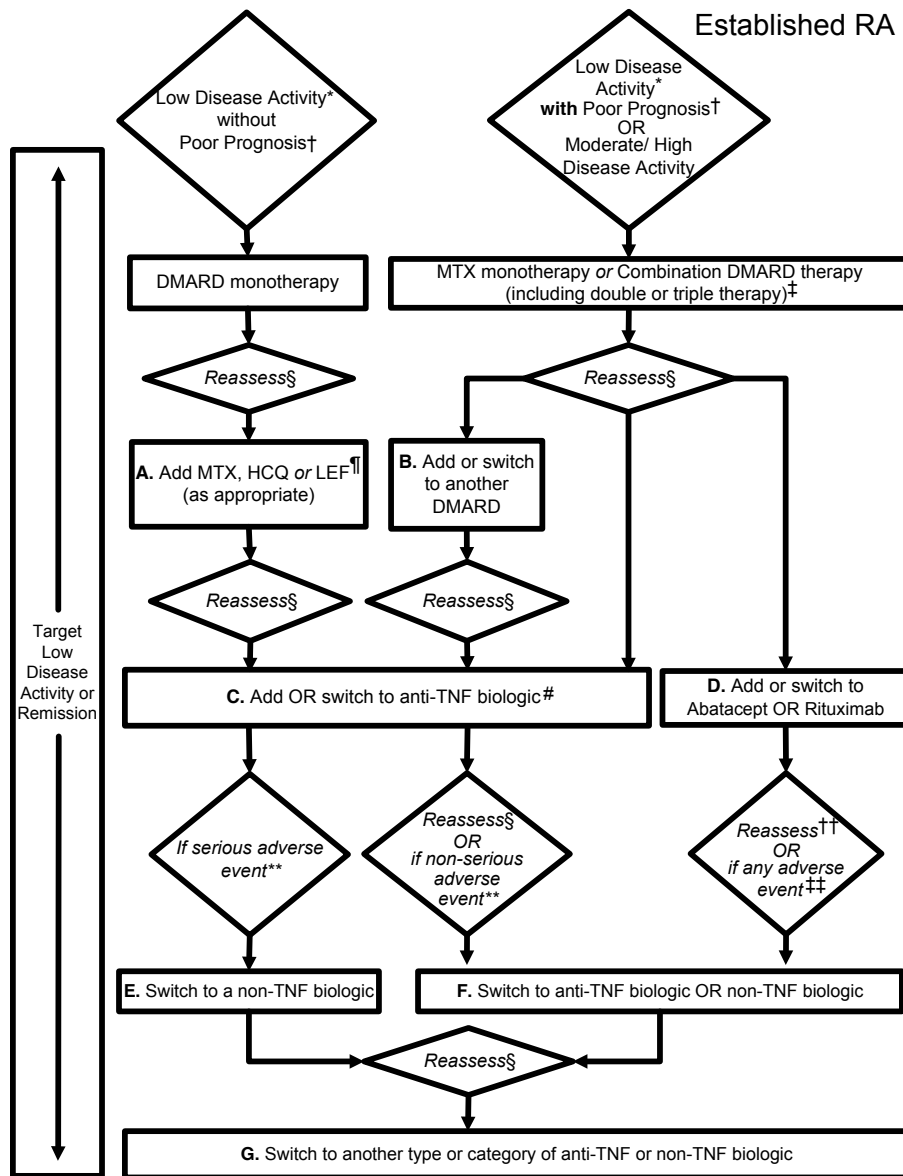 Established RA
Low Disease Activity*
without
Poor Prognosis†
Low Disease
Activity*
with Poor Prognosis†
OR
Moderate/ High
Disease Activity
DMARD monotherapy
MTX monotherapy or Combination DMARD therapy
(including double or triple therapy)‡
Reassess§
Reassess§
A. Add MTX, HCQ or LEF¶
(as appropriate)
B. Add or switch
to another
DMARD
Reassess§
Reassess§
Target
Low
Disease
Activity or
Remission
C. Add OR switch to anti-TNF biologic#
D. Add or switch to
Abatacept OR Rituximab
If serious adverse
event**
Reassess§
OR
if non-serious
adverse
event**
Reassess††
OR
if any adverse
event‡‡
E. Switch to a non-TNF biologic
F. Switch to anti-TNF biologic OR non-TNF biologic
Reassess§
G. Switch to another type or category of anti-TNF or non-TNF biologic